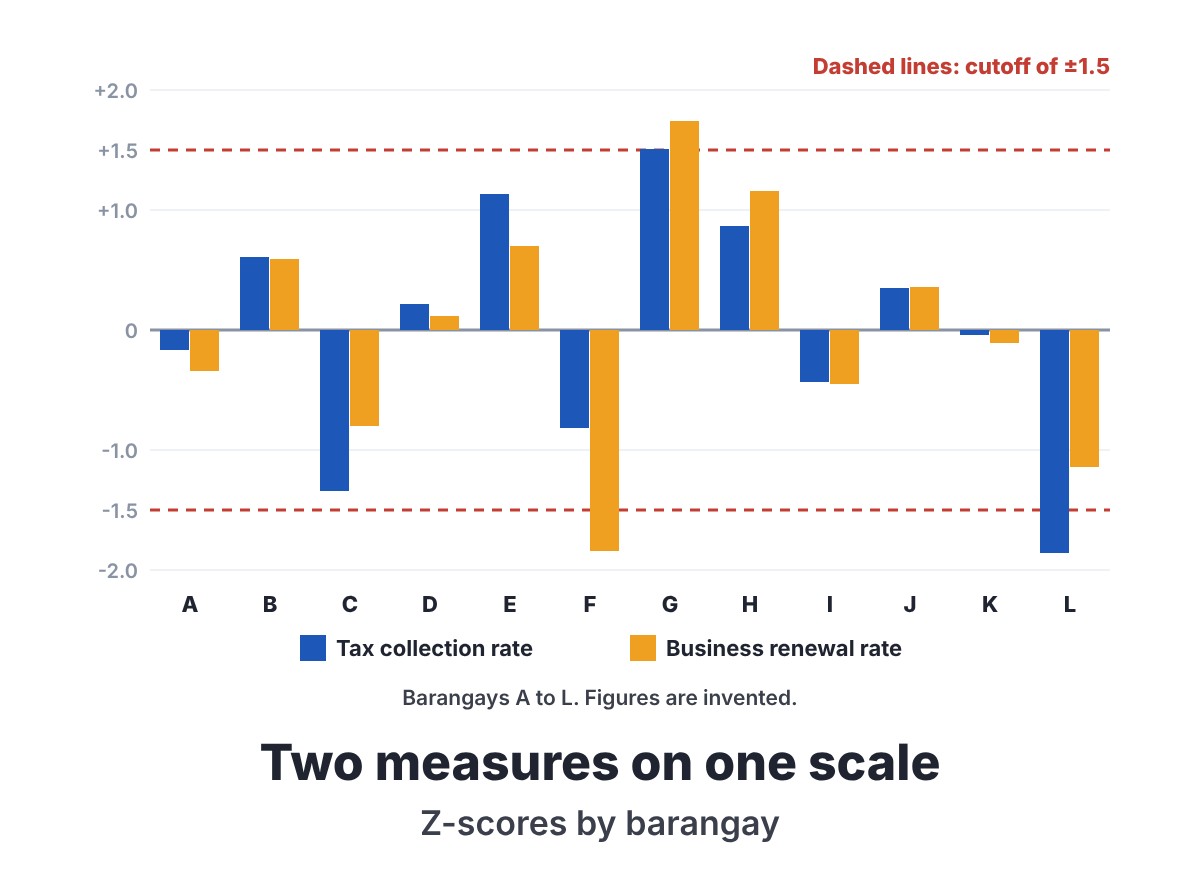 Dashed lines: cutoff of ±1.5
+2.0
+1.5
+1.0
0
-1.0
-1.5
-2.0
A B C D E F G H I J K L
Tax collection rate Business renewal rate
Barangays A to L. Figures are invented.
Two measures on one scale
Z-scores by barangay